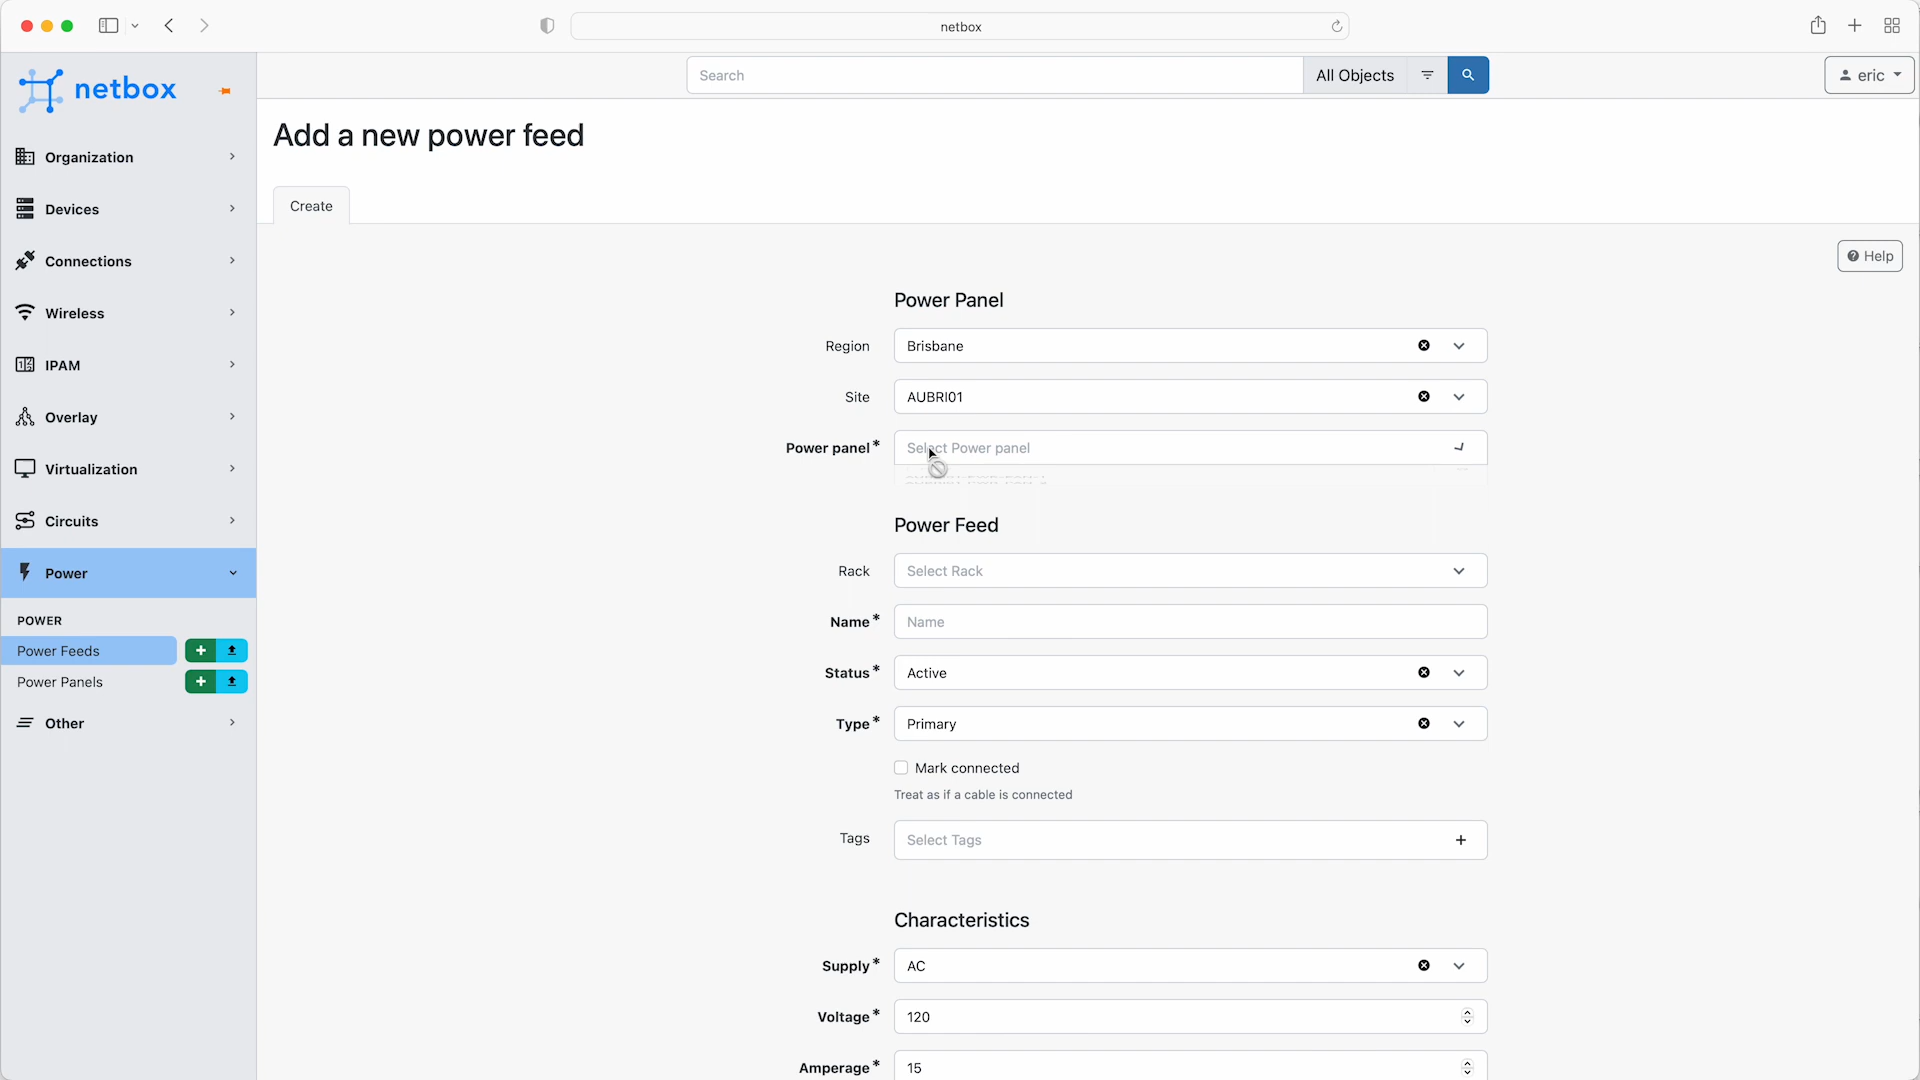 netbox
netbox
Search
All Objects
eric
Add a new power feed
Create
Help
Organization
Devices
Connections
Wireless
IPAM
Overlay
Virtualization
Circuits
Power
POWER
Power Feeds
Power Panels
Other
Power Panel
Region
Brisbane
Site
AUBRI01
Power panel*
Select Power panel
Power Feed
Rack
Select Rack
Name*
Name
Status*
Active
Type*
Primary
Mark connected
Treat as if a cable is connected
Tags
Select Tags
Characteristics
Supply*
AC
Voltage*
120
Amperage*
15